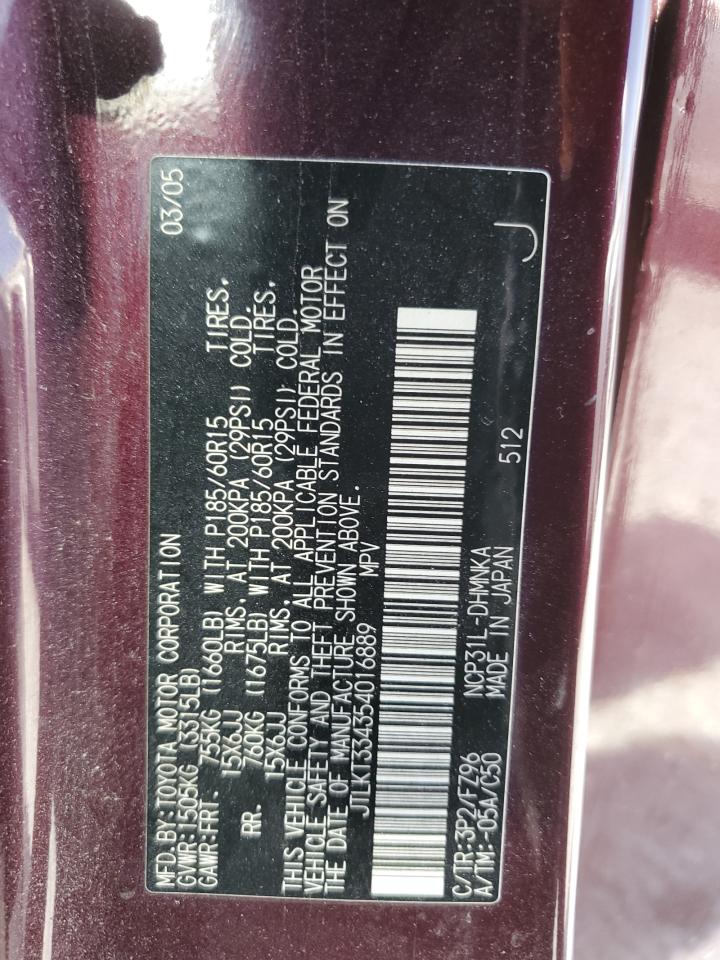 MFD.BY:TOYOTA MOTOR CORPORATION 03/05
GVWR:1505KG (3315LB)
GAWR:FRT. 755KG (1660LB) WITH P185/60R15 TIRES.
15X6JJ RIMS, AT 200KPA (29PSI) COLD.
RR. 760KG (1675LB) WITH P185/60R15 TIRES.
15X6JJ RIMS, AT 200KPA (29PSI) COLD.
THIS VEHICLE CONFORMS TO ALL APPLICABLE FEDERAL MOTOR
VEHICLE SAFETY AND THEFT PREVENTION STANDARDS IN EFFECT ON
THE DATE OF MANUFACTURE SHOWN ABOVE.
JTLKT334354016889 MPV
C/TR:3P2/F796 NCP31L-DHMNKA
A/TM:-05A/C50 MADE IN JAPAN 512 J